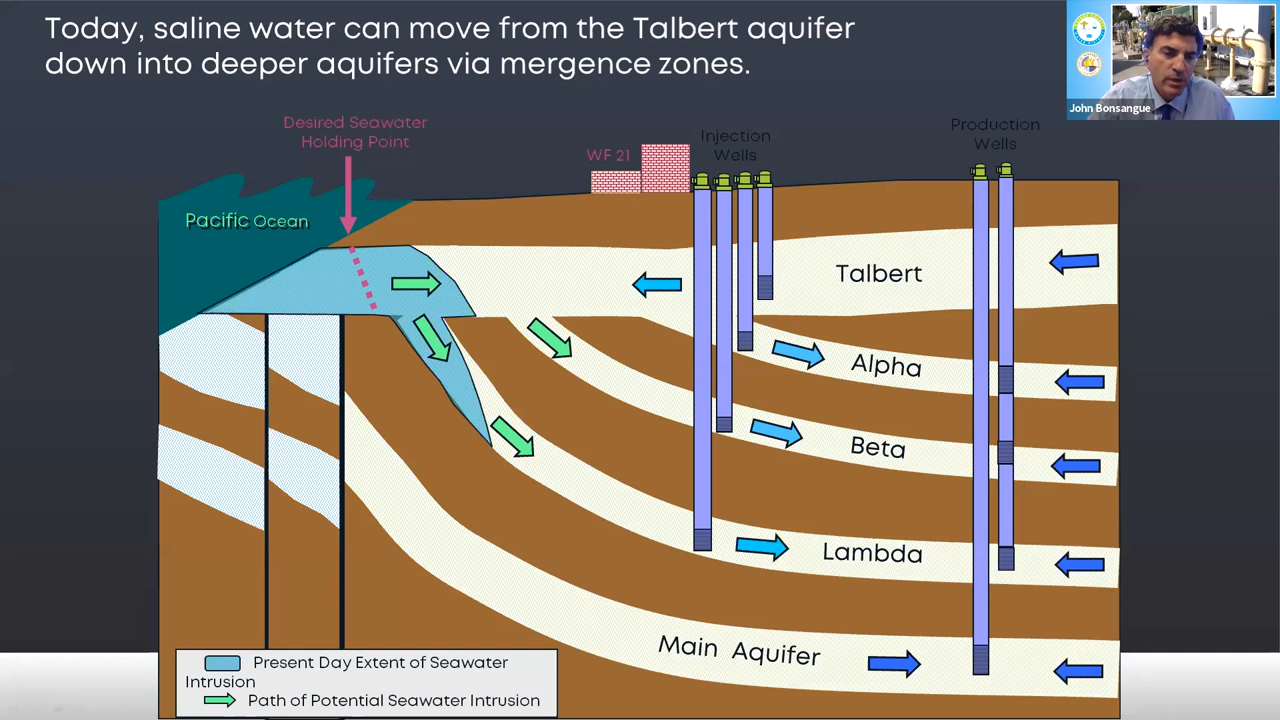 Today, saline water can move from the Talbert aquifer
down into deeper aquifers via mergence zones.
John Bonsangue
Desired Seawater
Holding Point
WF 21
Injection
Wells
Production
Wells
Pacific Ocean
Talbert
Alpha
Beta
Lambda
Main Aquifer
Present Day Extent of Seawater
Intrusion
Path of Potential Seawater Intrusion